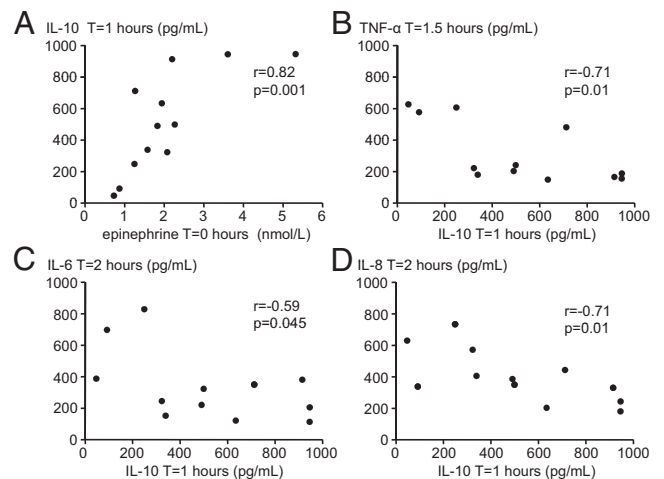 A IL-10 T=1 hours (pg/mL)
1000
800
600
400
200
0
r=0.82
p=0.001
0 1 2 3 4 5 6
epinephrine T=0 hours (nmol/L)
B TNF-α T=1.5 hours (pg/mL)
1000
800
600
400
200
0
r=-0.71
p=0.01
0 200 400 600 800 1000
IL-10 T=1 hours (pg/mL)
C IL-6 T=2 hours (pg/mL)
1000
800
600
400
200
0
r=-0.59
p=0.045
0 200 400 600 800 1000
IL-10 T=1 hours (pg/mL)
D IL-8 T=2 hours (pg/mL)
1000
800
600
400
200
0
r=-0.71
p=0.01
0 200 400 600 800 1000
IL-10 T=1 hours (pg/mL)